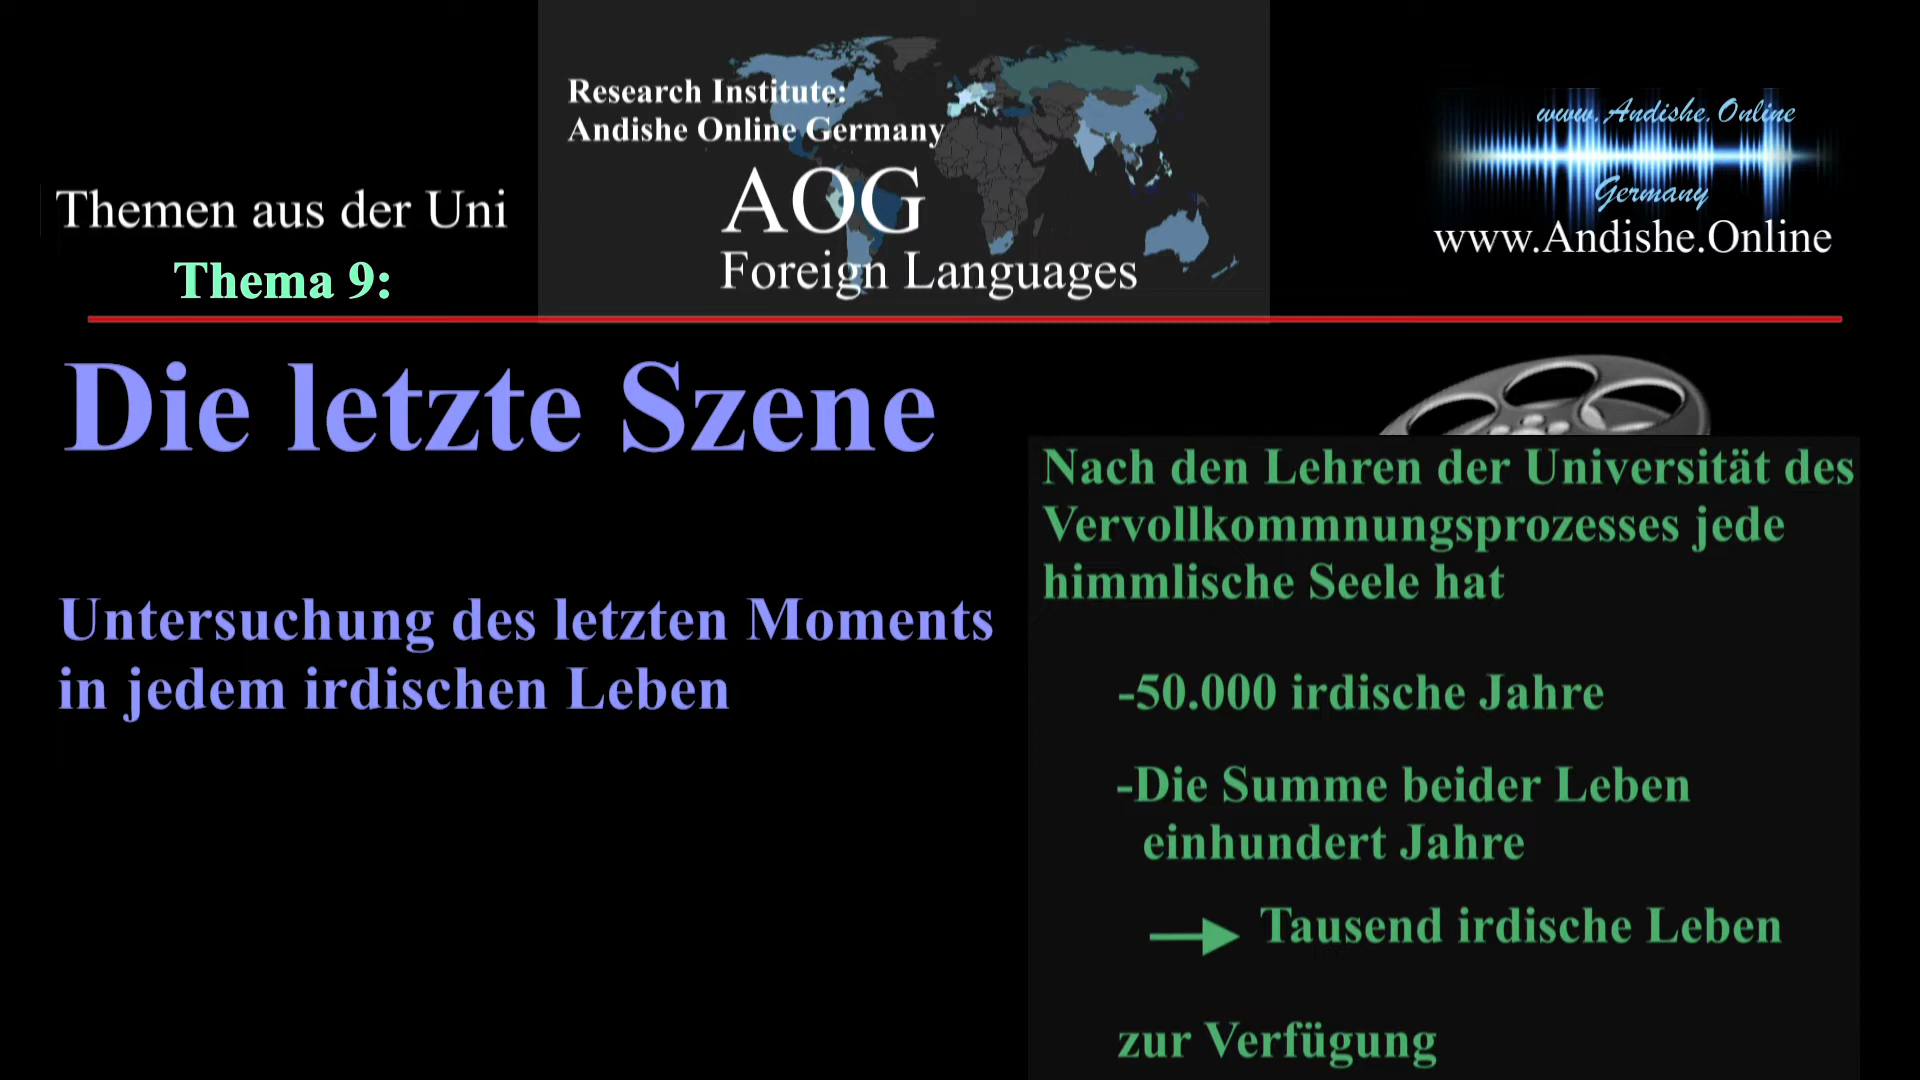 Research Institute:
Andishe Online Germany
AOG
Foreign Languages
www.Andishe.Online
Germany
www.Andishe.Online
Themen aus der Uni
Thema 9:
Die letzte Szene
Untersuchung des letzten Moments
in jedem irdischen Leben
Nach den Lehren der Universität des
Vervollkommnungsprozesses jede
himmlische Seele hat
-50.000 irdische Jahre
-Die Summe beider Leben
einhundert Jahre
Tausend irdische Leben
zur Verfügung